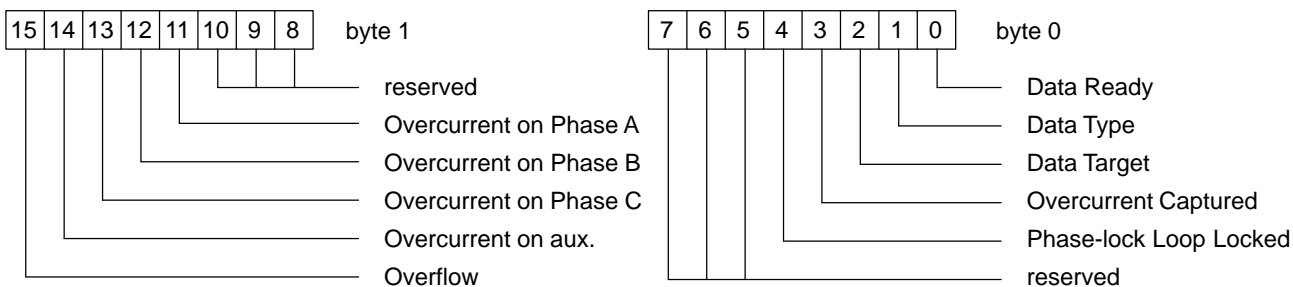 15 14 13 12 11 10 9 8 byte 1
reserved
Overcurrent on Phase A
Overcurrent on Phase B
Overcurrent on Phase C
Overcurrent on aux.
Overflow
7 6 5 4 3 2 1 0 byte 0
Data Ready
Data Type
Data Target
Overcurrent Captured
Phase-lock Loop Locked
reserved